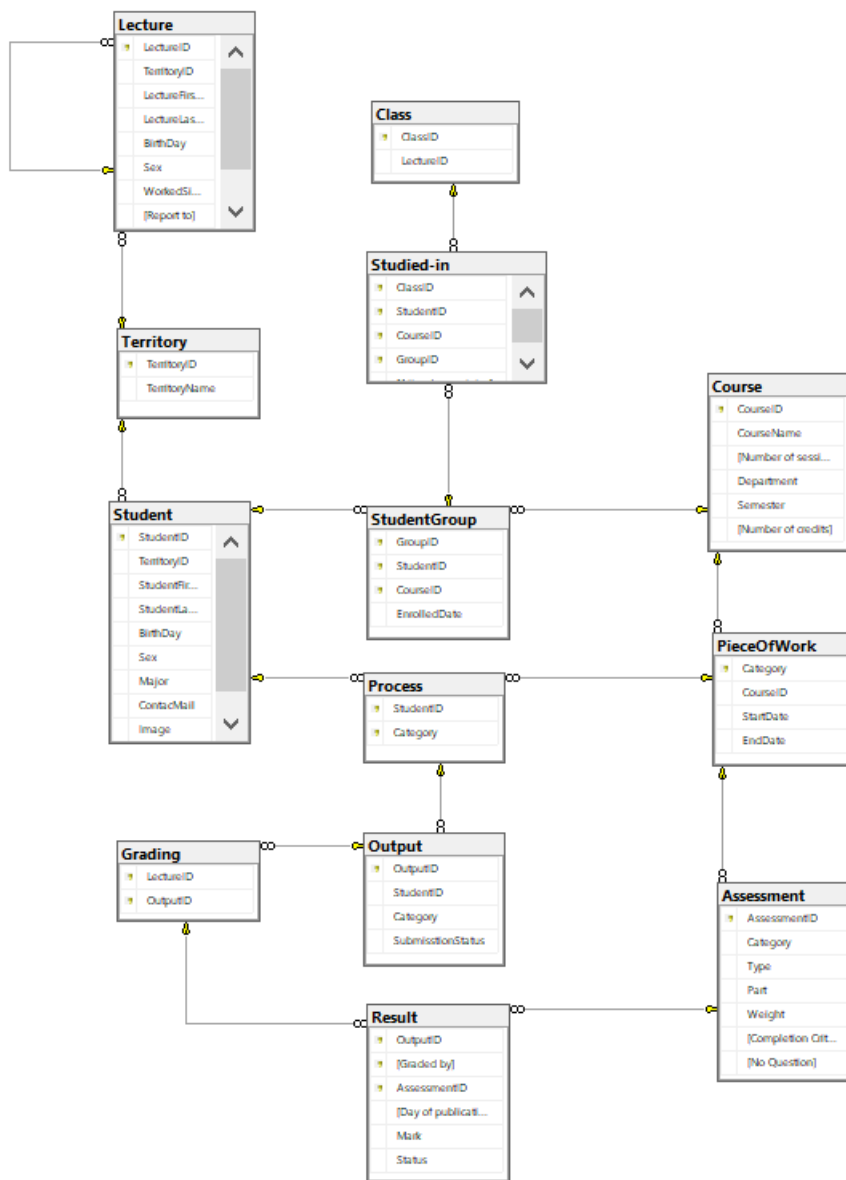 Lecture
LectureID
TerritoryID
LectureFirs...
LectureLas...
BirthDay
Sex
WorkedSi...
[Report to]
Class
ClassID
LectureID
Studied-in
ClassID
StudentID
CourseID
GroupID
Territory
TerritoryID
TerritoryName
Course
CourseID
CourseName
[Number of sessi...
Department
Semester
[Number of credits]
Student
StudentID
TerritoryID
StudentFir...
StudentLa...
BirthDay
Sex
Major
ContacMail
Image
StudentGroup
GroupID
StudentID
CourseID
EnrolledDate
PieceOfWork
Category
CourseID
StartDate
EndDate
Process
StudentID
Category
Grading
LectureID
OutputID
Output
OutputID
StudentID
Category
SubmisstionStatus
Assessment
AssessmentID
Category
Type
Part
Weight
[Completion Crit...
[No Question]
Result
OutputID
[Graded by]
AssessmentID
[Day of publicati...
Mark
Status